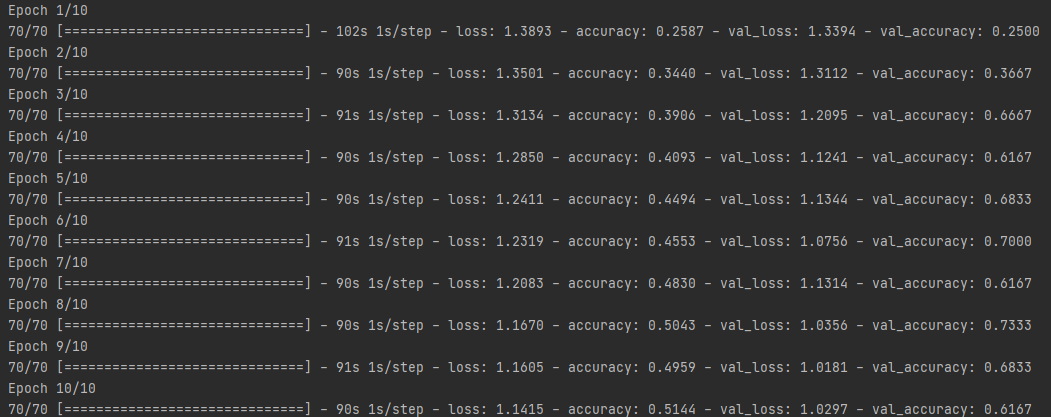 Epoch 1/10
70/70 [==============================] - 102s 1s/step - loss: 1.3893 - accuracy: 0.2587 - val_loss: 1.3394 - val_accuracy: 0.2500
Epoch 2/10
70/70 [==============================] - 90s 1s/step - loss: 1.3501 - accuracy: 0.3440 - val_loss: 1.3112 - val_accuracy: 0.3667
Epoch 3/10
70/70 [==============================] - 91s 1s/step - loss: 1.3134 - accuracy: 0.3906 - val_loss: 1.2095 - val_accuracy: 0.6667
Epoch 4/10
70/70 [==============================] - 90s 1s/step - loss: 1.2850 - accuracy: 0.4093 - val_loss: 1.1241 - val_accuracy: 0.6167
Epoch 5/10
70/70 [==============================] - 90s 1s/step - loss: 1.2411 - accuracy: 0.4494 - val_loss: 1.1344 - val_accuracy: 0.6833
Epoch 6/10
70/70 [==============================] - 91s 1s/step - loss: 1.2319 - accuracy: 0.4553 - val_loss: 1.0756 - val_accuracy: 0.7000
Epoch 7/10
70/70 [==============================] - 90s 1s/step - loss: 1.2083 - accuracy: 0.4830 - val_loss: 1.1314 - val_accuracy: 0.6167
Epoch 8/10
70/70 [==============================] - 90s 1s/step - loss: 1.1670 - accuracy: 0.5043 - val_loss: 1.0356 - val_accuracy: 0.7333
Epoch 9/10
70/70 [==============================] - 91s 1s/step - loss: 1.1605 - accuracy: 0.4959 - val_loss: 1.0181 - val_accuracy: 0.6833
Epoch 10/10
70/70 [==============================] - 90s 1s/step - loss: 1.1415 - accuracy: 0.5144 - val_loss: 1.0297 - val_accuracy: 0.6167